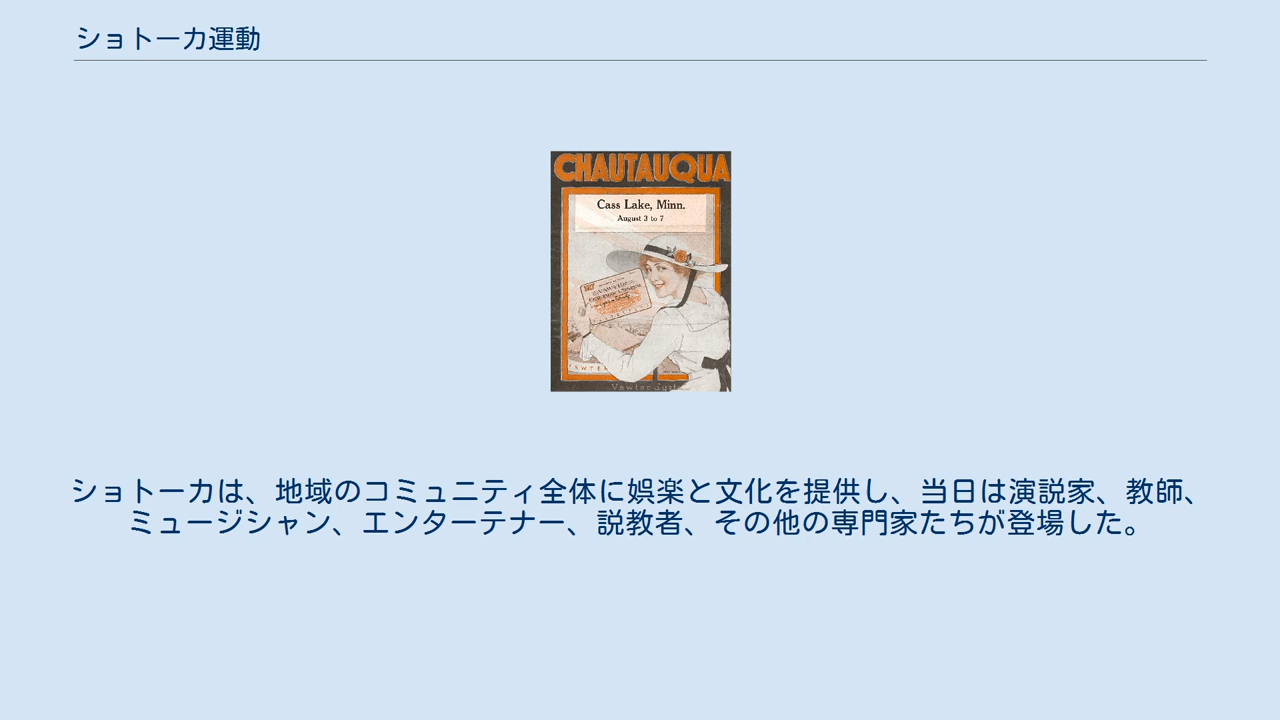 ショトーカ運動
CHAUTAUQUA
Cass Lake, Minn.
August 3 to 7
Vawter
ショトーカは、地域のコミュニティ全体に娯楽と文化を提供し、当日は演説家、教師、
ミュージシャン、エンターテナー、説教者、その他の専門家たちが登場した。